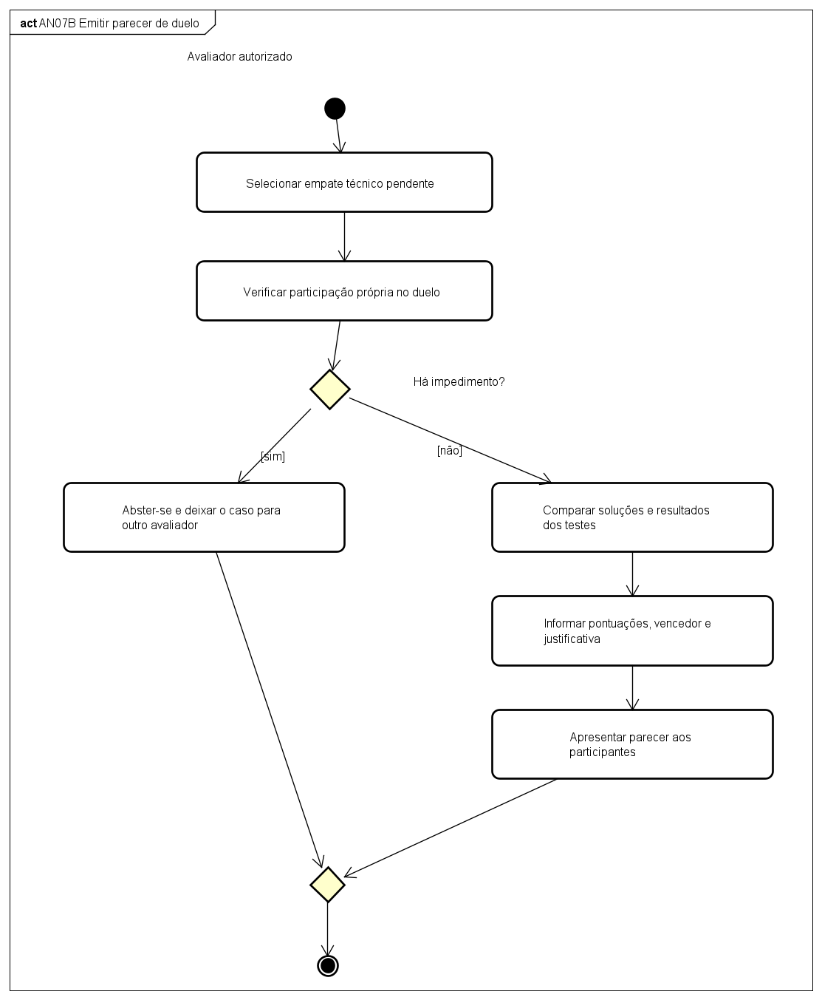 act AN07B Emitir parecer de duelo
Avaliador autorizado
Selecionar empate técnico pendente
Verificar participação própria no duelo
Há impedimento?
[sim]
[não]
Abster-se e deixar o caso para
outro avaliador
Comparar soluções e resultados
dos testes
Informar pontuações, vencedor e
justificativa
Apresentar parecer aos
participantes